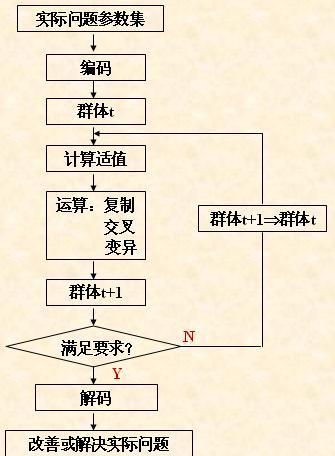 实际问题参数集
编码
群体t
计算适值
运算：复制
交叉
变异
群体t+1⇒群体t
群体t+1
满足要求?
N
Y
解码
改善或解决实际问题